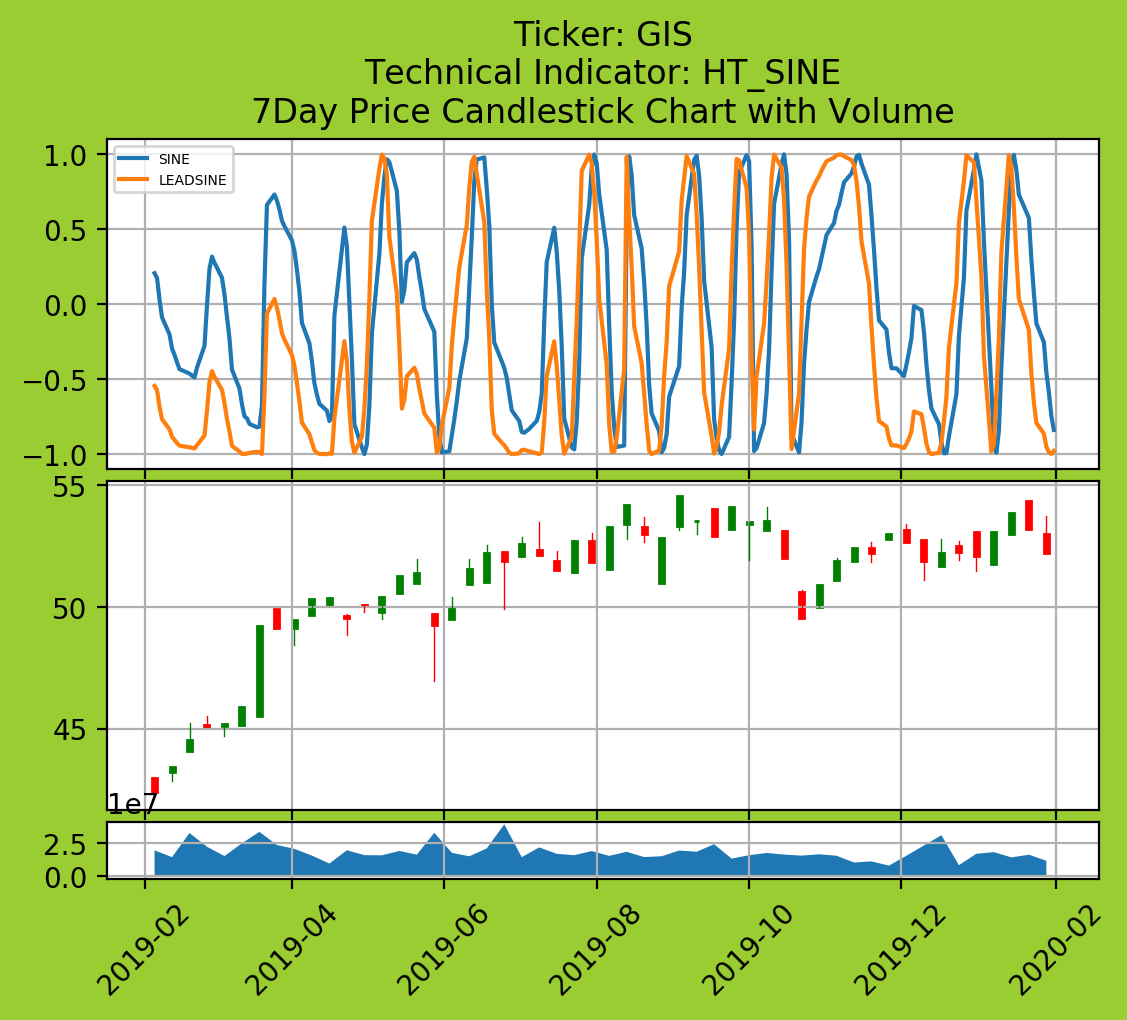 Ticker: GIS
Technical Indicator: HT_SINE
7Day Price Candlestick Chart with Volume
1.0
0.5
0.0
−0.5
−1.0
SINE
LEADSINE
55
50
45
1e7
2.5
0.0
2019-02
2019-04
2019-06
2019-08
2019-10
2019-12
2020-02